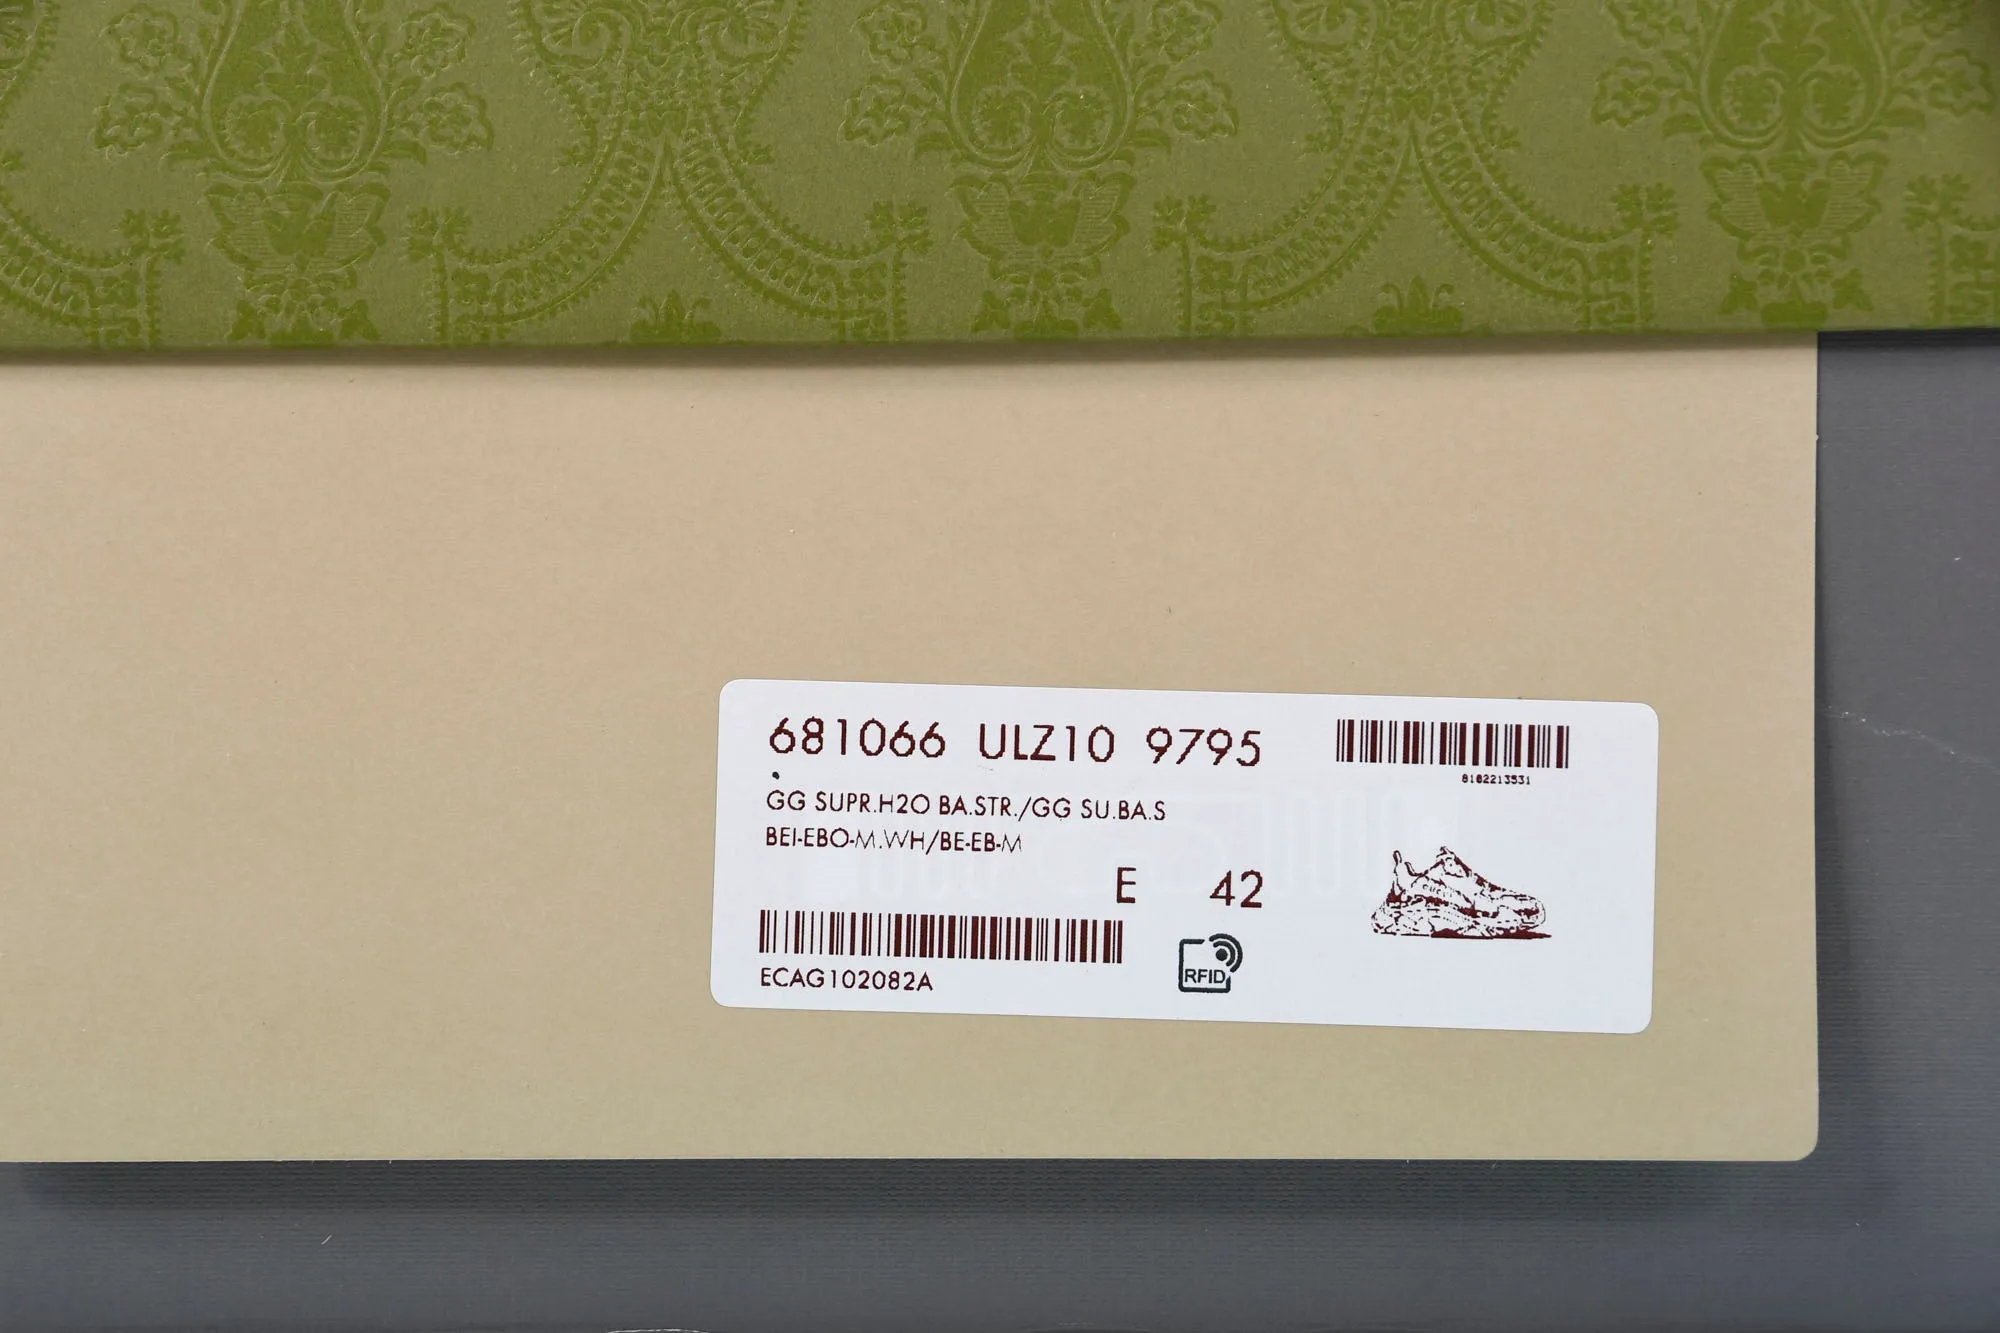 681066 ULZ10 9795
8102213531
GG SUPR.H2O BA.STR./GG SU.BA.S
BEI-EBO-M.WH/BE-EB-M
E 42
ECAG102082A
RFID
GUCCI